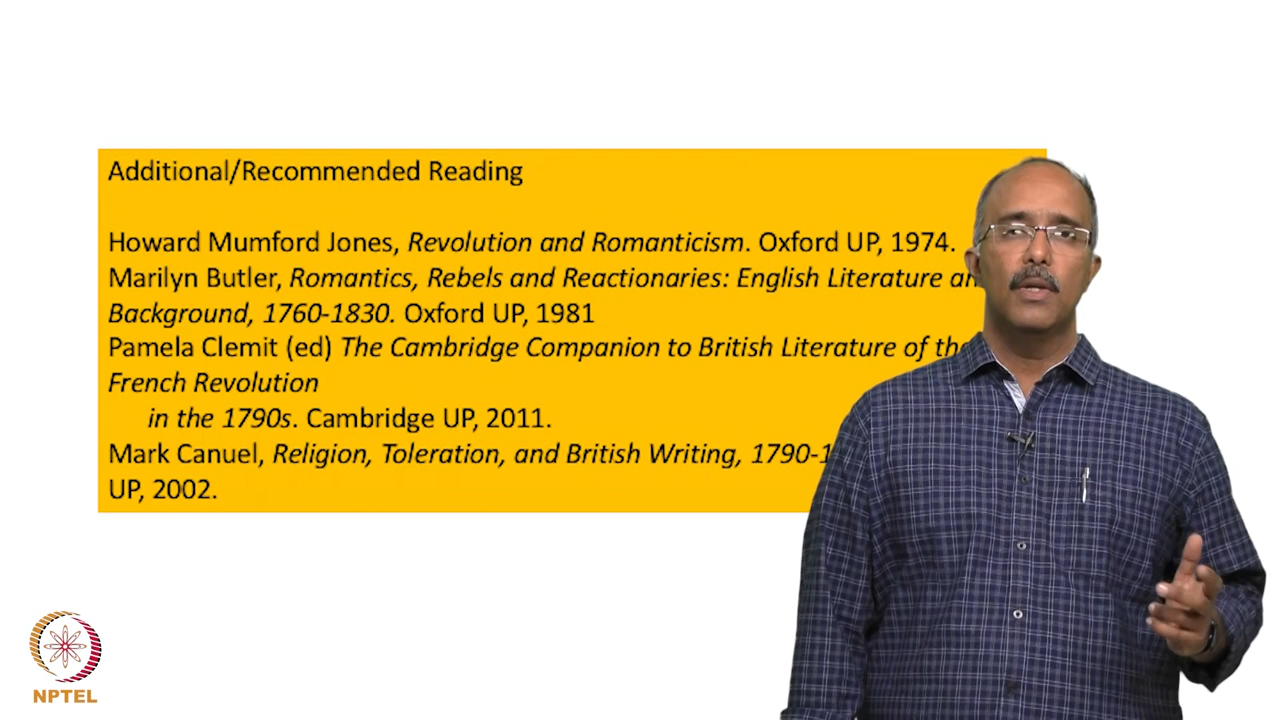 Additional/Recommended Reading
Howard Mumford Jones, Revolution and Romanticism. Oxford UP, 1974.
Marilyn Butler, Romantics, Rebels and Reactionaries: English Literature
Background, 1760-1830. Oxford UP, 1981
Pamela Clemit (ed) The Cambridge Companion to British Literature of the
French Revolution
in the 1790s. Cambridge UP, 2011.
Mark Canuel, Religion, Toleration, and British Writing, 1790-1
UP, 2002.
NPTEL